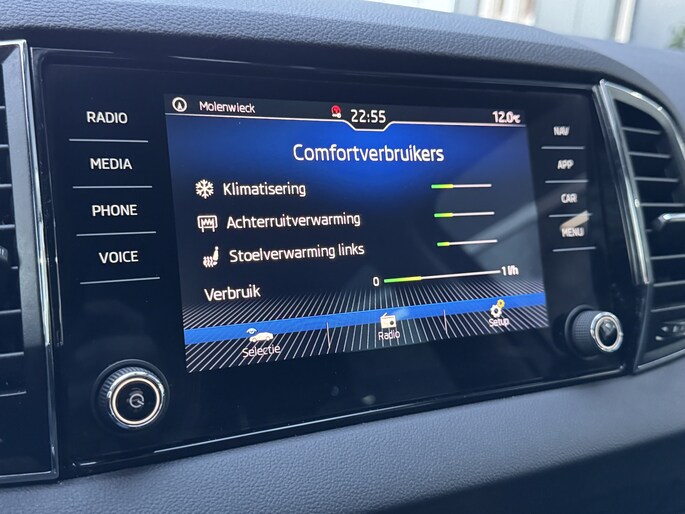 RADIO
MEDIA
PHONE
VOICE
Molenwieck
22:55
12.0°C
Comfortverbruikers
Klimatisering
Achterruitverwarming
Stoelverwarming links
Verbruik
0
1 l/h
Selectie
Radio
Setup
NAV
APP
CAR
MENU